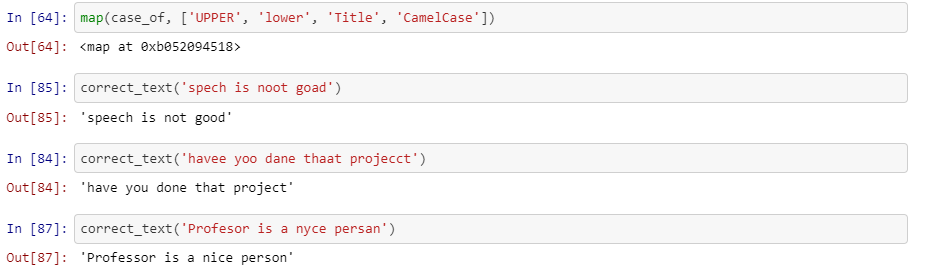 In [64]: map(case_of, ['UPPER', 'lower', 'Title', 'CamelCase'])
Out[64]: <map at 0xb052094518>
In [85]: correct_text('spech is noot goad')
Out[85]: 'speech is not good'
In [84]: correct_text('havee yoo dane thaat projecct')
Out[84]: 'have you done that project'
In [87]: correct_text('Profesor is a nyce persan')
Out[87]: 'Professor is a nice person'